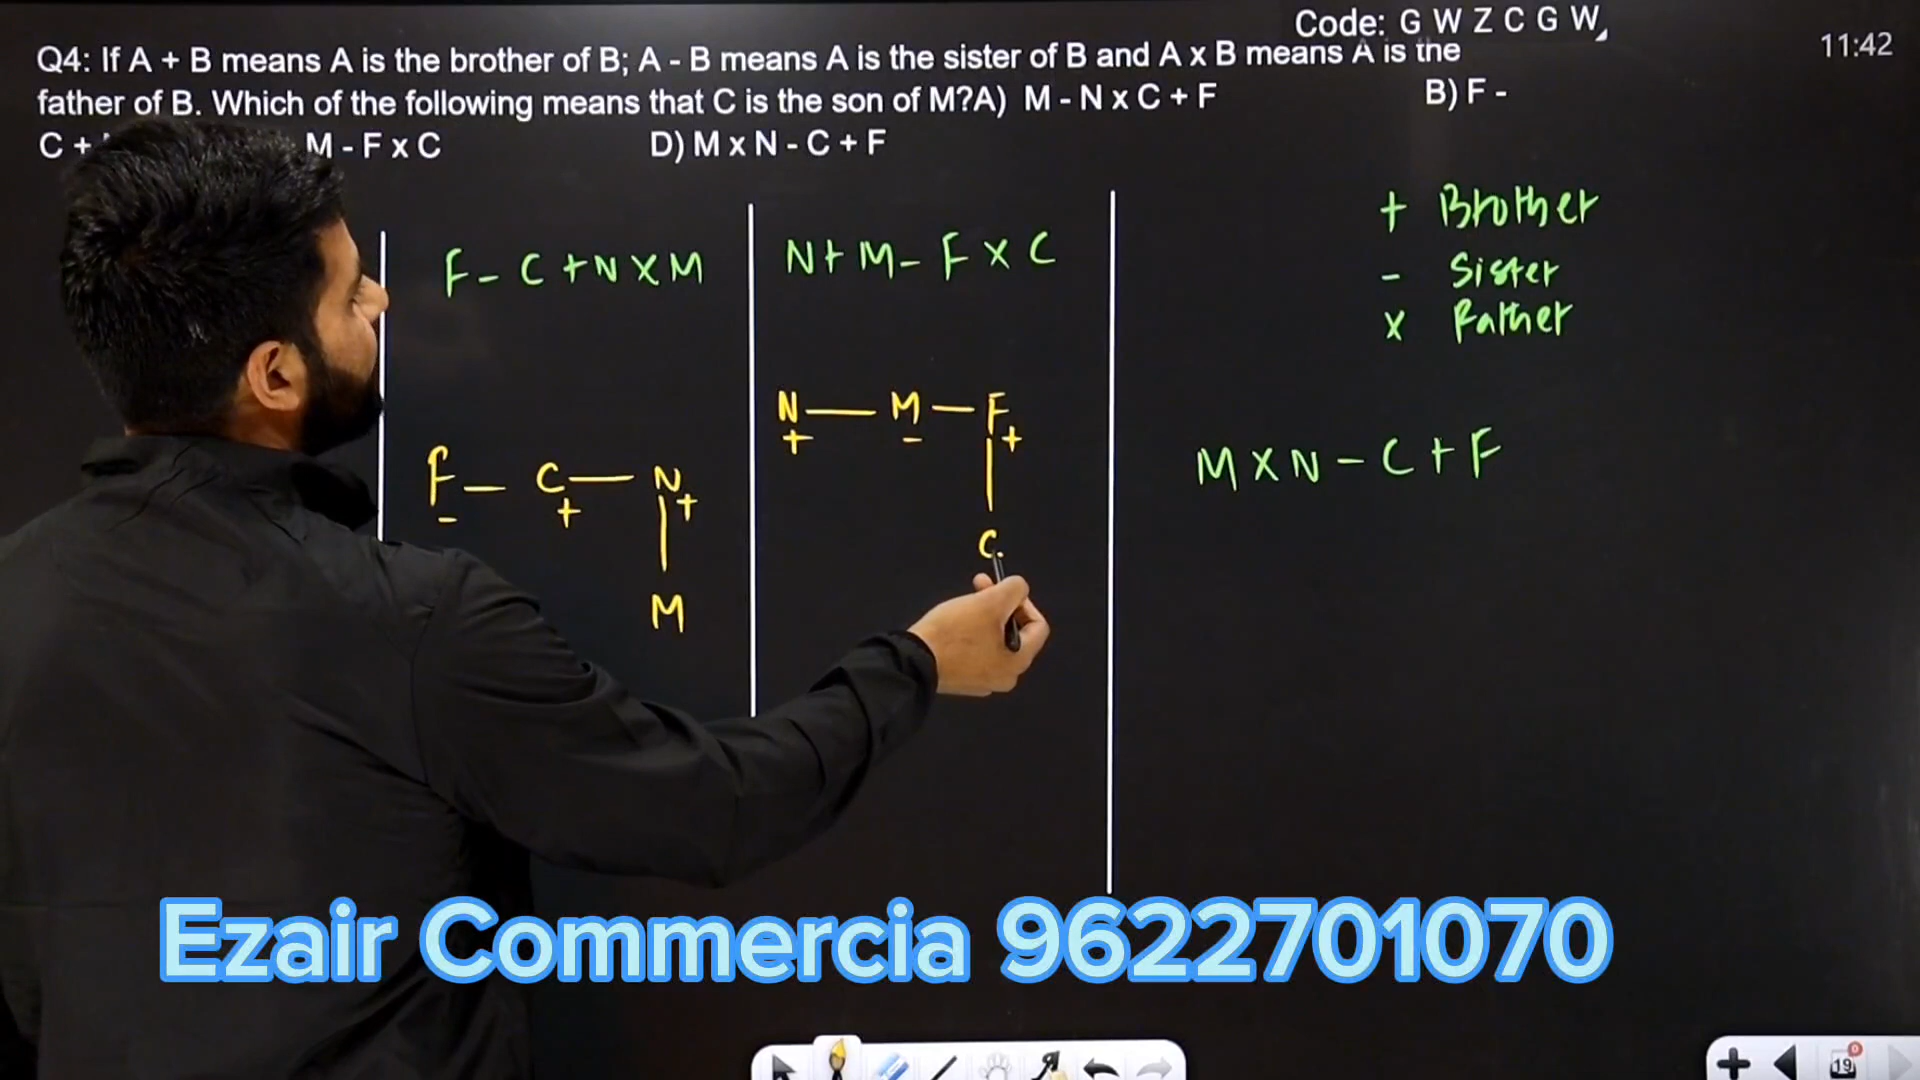 Code: G W Z C G W
11:42
Q4: If A + B means A is the brother of B; A - B means A is the sister of B and A x B means A is the
father of B. Which of the following means that C is the son of M?A) M - N x C + F B) F -
C + M - F x C D) M x N - C + F
+ Brother
- Sister
x Father
F - C + N x M
N + M - F x C
N — M — F
+ - +
C
F — C — N
- + +
M
M x N - C + F
Ezair Commercia 9622701070
19